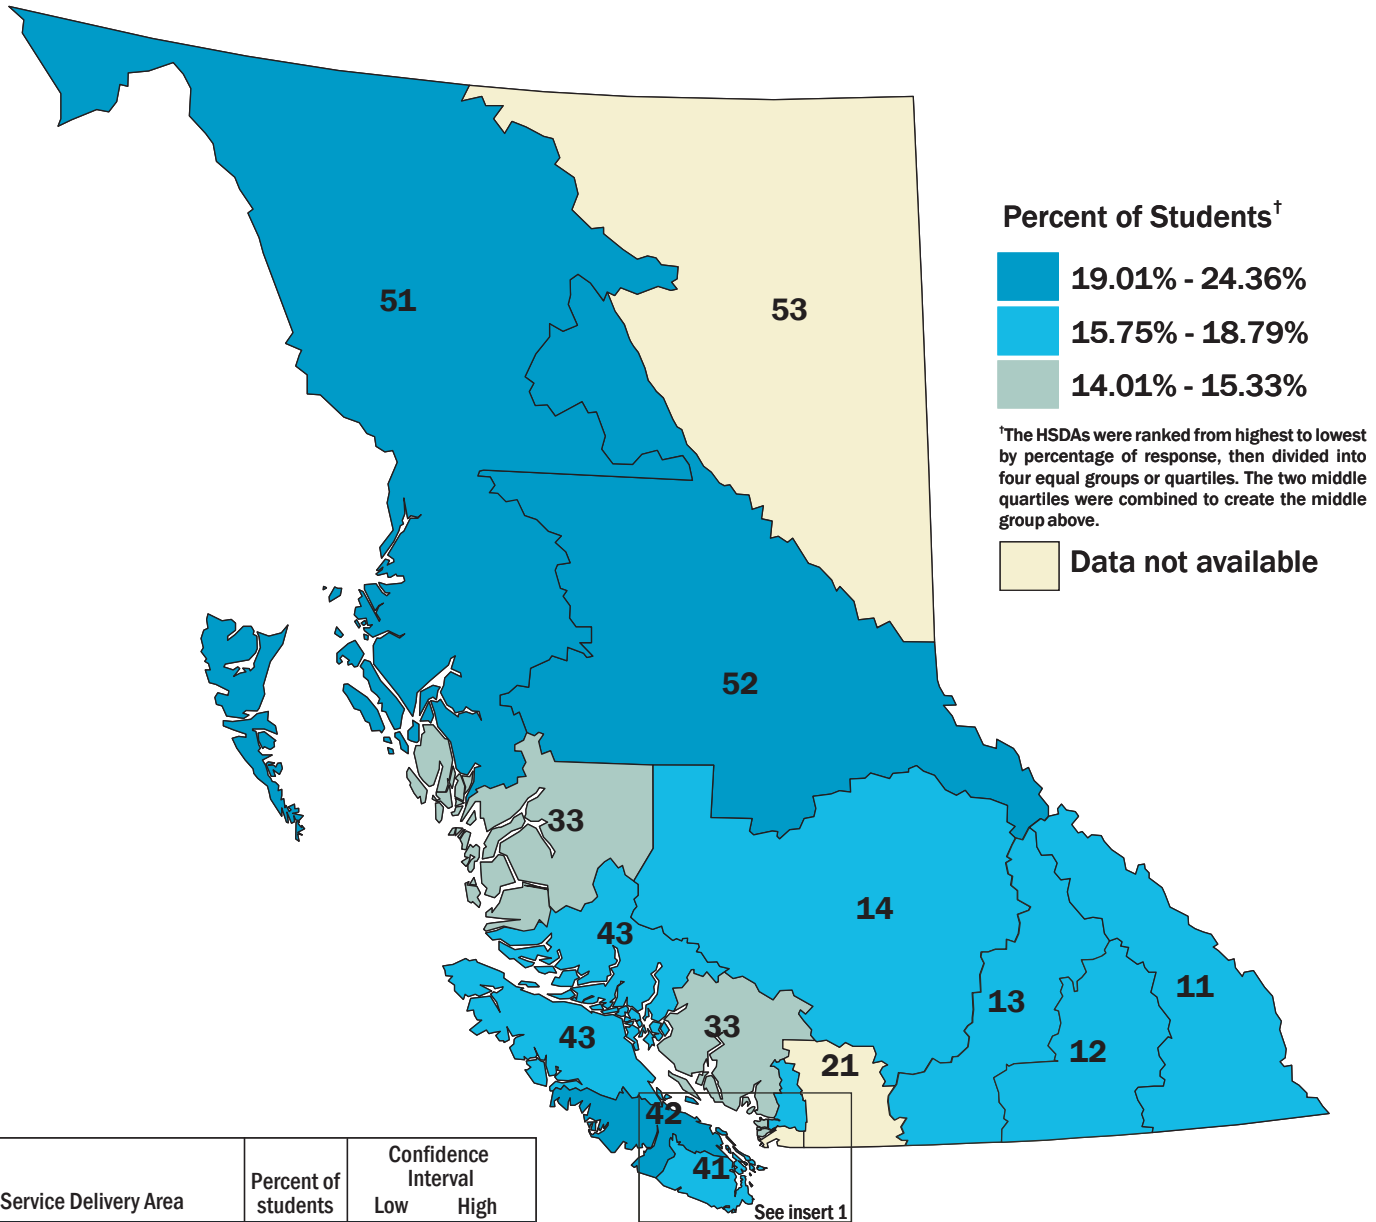 51
53
Percent of Students†
19.01% - 24.36%
15.75% - 18.79%
14.01% - 15.33%
†The HSDAs were ranked from highest to lowest
by percentage of response, then divided into
four equal groups or quartiles. The two middle
quartiles were combined to create the middle
group above.
Data not available
52
33
14
43
11
13
33
43
12
21
42
41
See insert 1
Service Delivery Area
Percent of
students
Confidence
Interval
Low High